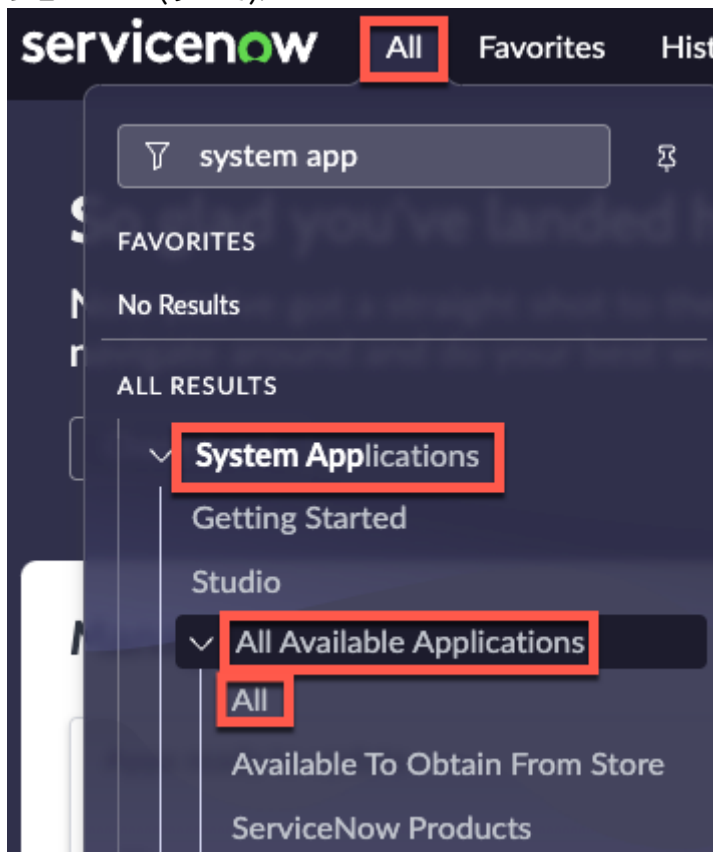 servicenow All Favorites Hist
system app
FAVORITES
No Results
ALL RESULTS
System Applications
Getting Started
Studio
All Available Applications
All
Available To Obtain From Store
ServiceNow Products